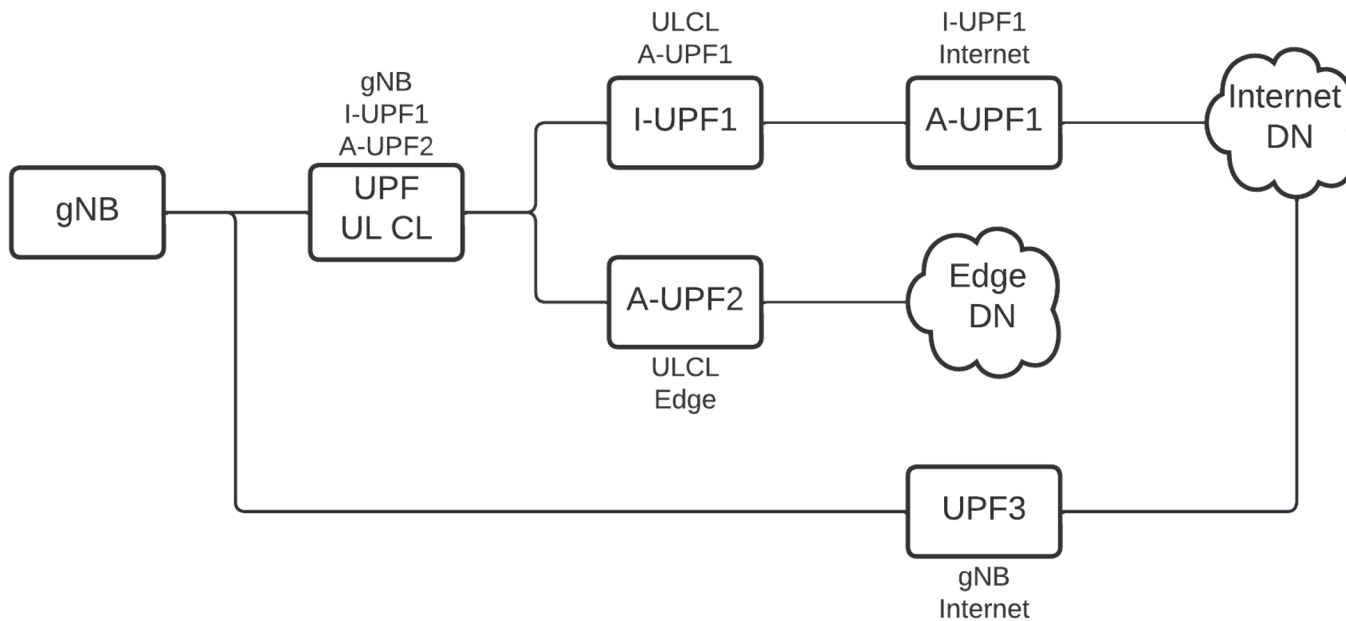 gNB
gNB
I-UPF1
A-UPF2
UPF
UL CL
ULCL
A-UPF1
I-UPF1
I-UPF1
Internet
A-UPF1
Internet
DN
A-UPF2
ULCL
Edge
Edge
DN
UPF3
gNB
Internet